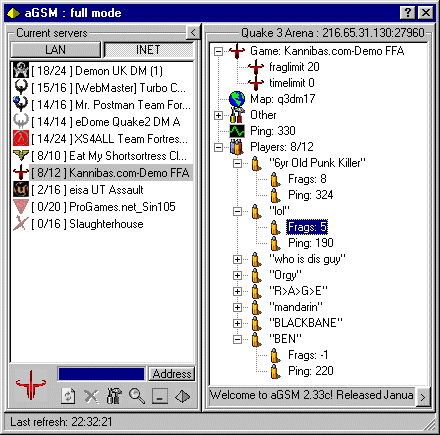 aGSM : full mode
Current servers
<
LAN INET
[ 18/24 ] Demon UK DM (1)
[ 15/16 ] [WebMaster] Turbo C...
[ 14/16 ] Mr. Postman Team For...
[ 14/14 ] eDome Quake2 DM A
[ 14/24 ] XS4ALL Team Fortres...
[ 8/10 ] Eat My Shortsortress Cl...
[ 8/12 ] Kannibas.com-Demo FFA
[ 2/16 ] eisa UT Assault
[ 0/20 ] ProGames.net_Sin105
[ 0/16 ] Slaughterhouse
Address
Last refresh: 22:32:21
Quake 3 Arena : 216.65.31.130:27960
Game: Kannibas.com-Demo FFA
fraglimit 20
timelimit 0
Map: q3dm17
Other
Ping: 330
Players: 8/12
"6yr Old Punk Killer"
Frags: 8
Ping: 324
"lol"
Frags: 5
Ping: 190
"who is dis guy"
"Orgy"
"R>A>G>E"
"mandarin"
"BLACKBANE"
"BEN"
Frags: -1
Ping: 220
Welcome to aGSM 2.33c! Released Janua
>